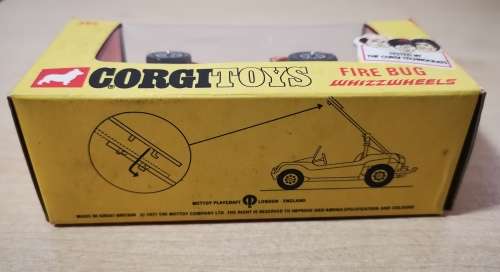 CORGI TOYS
FIRE BUG
WHIZZWHEELS
METTOY PLAYCRAFT LONDON ENGLAND
MADE IN GREAT BRITAIN © 1971 THE METTOY COMPANY LTD. THE RIGHT IS RESERVED TO IMPROVE AND AMEND SPECIFICATION AND COLOURS